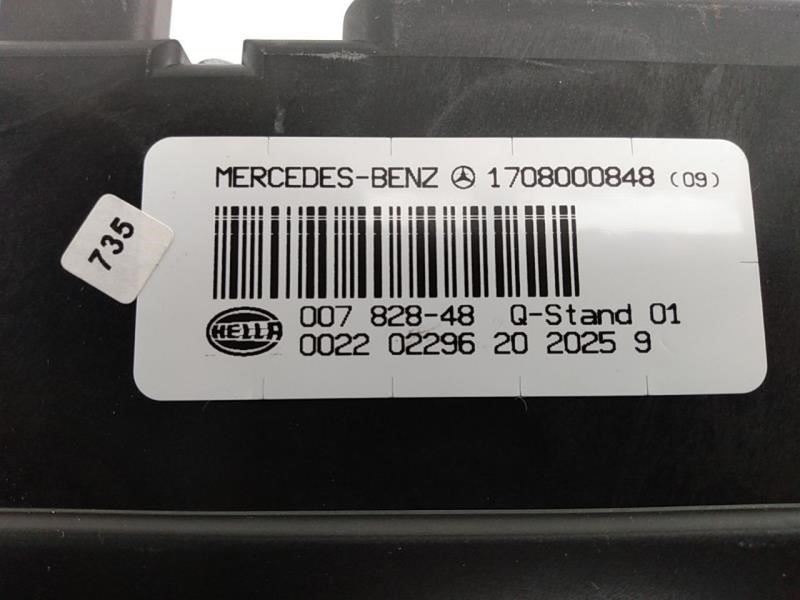 MERCEDES-BENZ 1708000848 (09)
735
HELLA
007 828-48 Q-Stand 01
0022 02296 20 2025 9